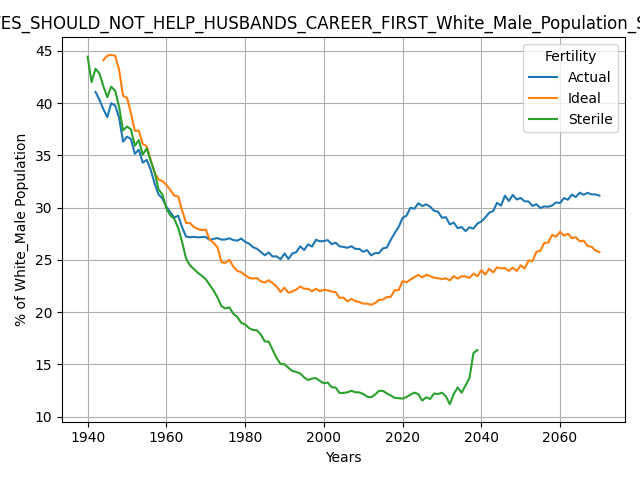 ES_SHOULD_NOT_HELP_HUSBANDS_CAREER_FIRST_White_Male_Population_S
Fertility
Actual
Ideal
Sterile
% of White_Male Population
45
40
35
30
25
20
15
10
1940 1960 1980 2000 2020 2040 2060
Years